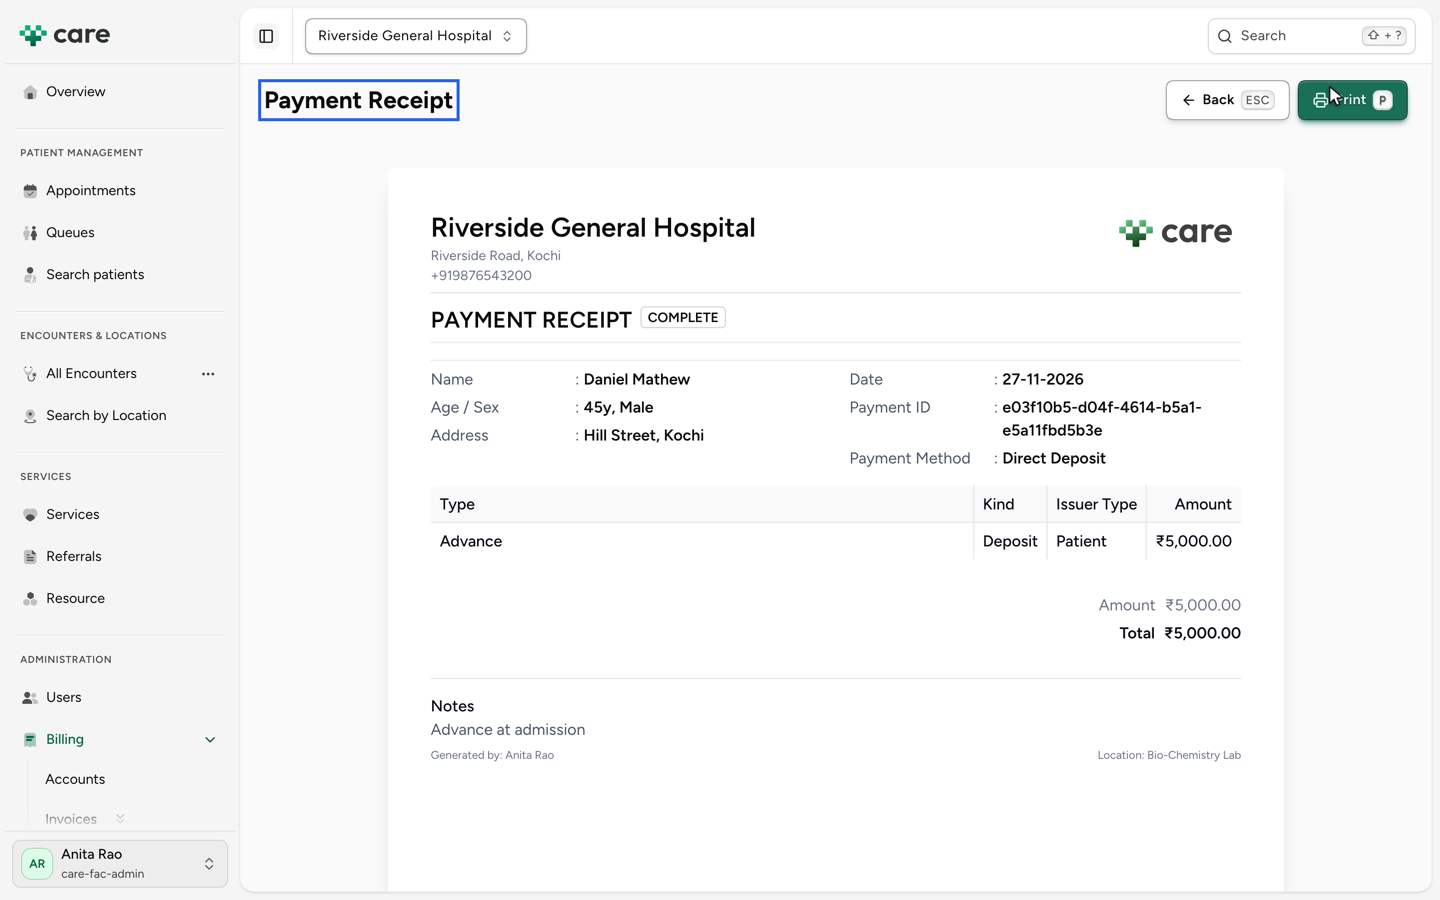 care
Riverside General Hospital
Search
+ ?
Overview
PATIENT MANAGEMENT
Appointments
Queues
Search patients
ENCOUNTERS & LOCATIONS
All Encounters
Search by Location
SERVICES
Services
Referrals
Resource
ADMINISTRATION
Users
Billing
Accounts
Invoices
AR
Anita Rao
care-fac-admin
Payment Receipt
Back ESC
P
Riverside General Hospital
care
Riverside Road, Kochi
+919876543200
PAYMENT RECEIPT COMPLETE
Name : Daniel Mathew
Age / Sex : 45y, Male
Address : Hill Street, Kochi
Date : 27-11-2026
Payment ID : e03f10b5-d04f-4614-b5a1-
e5a11fbd5b3e
Payment Method : Direct Deposit
Type Kind Issuer Type Amount
Advance Deposit Patient ₹5,000.00
Amount ₹5,000.00
Total ₹5,000.00
Notes
Advance at admission
Generated by: Anita Rao
Location: Bio-Chemistry Lab